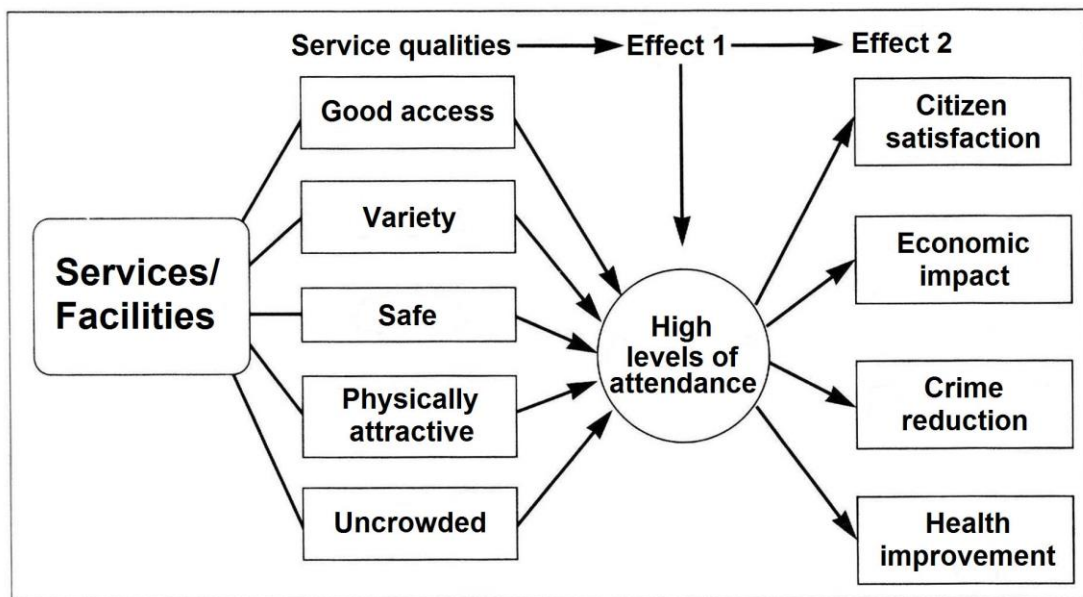 Service qualities Effect 1 Effect 2
Good access
Variety
Safe
Physically
attractive
Uncrowded
Services/
Facilities
High
levels of
attendance
Citizen
satisfaction
Economic
impact
Crime
reduction
Health
improvement